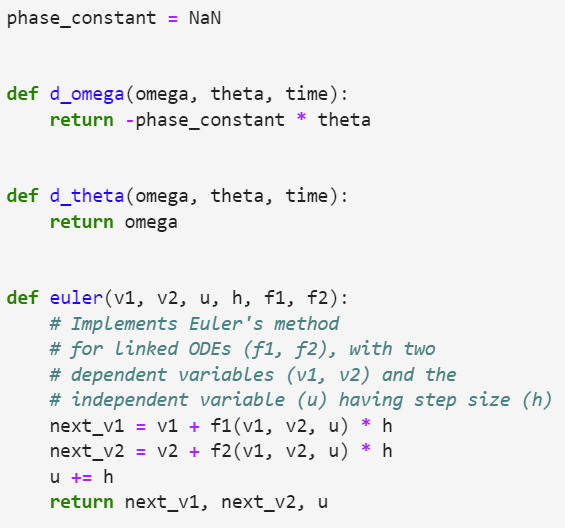 phase_constant = NaN
def d_omega(omega, theta, time):
    return -phase_constant * theta
def d_theta(omega, theta, time):
    return omega
def euler(v1, v2, u, h, f1, f2):
    # Implements Euler's method
    # for linked ODEs (f1, f2), with two
    # dependent variables (v1, v2) and the
    # independent variable (u) having step size (h)
    next_v1 = v1 + f1(v1, v2, u) * h
    next_v2 = v2 + f2(v1, v2, u) * h
    u += h
    return next_v1, next_v2, u